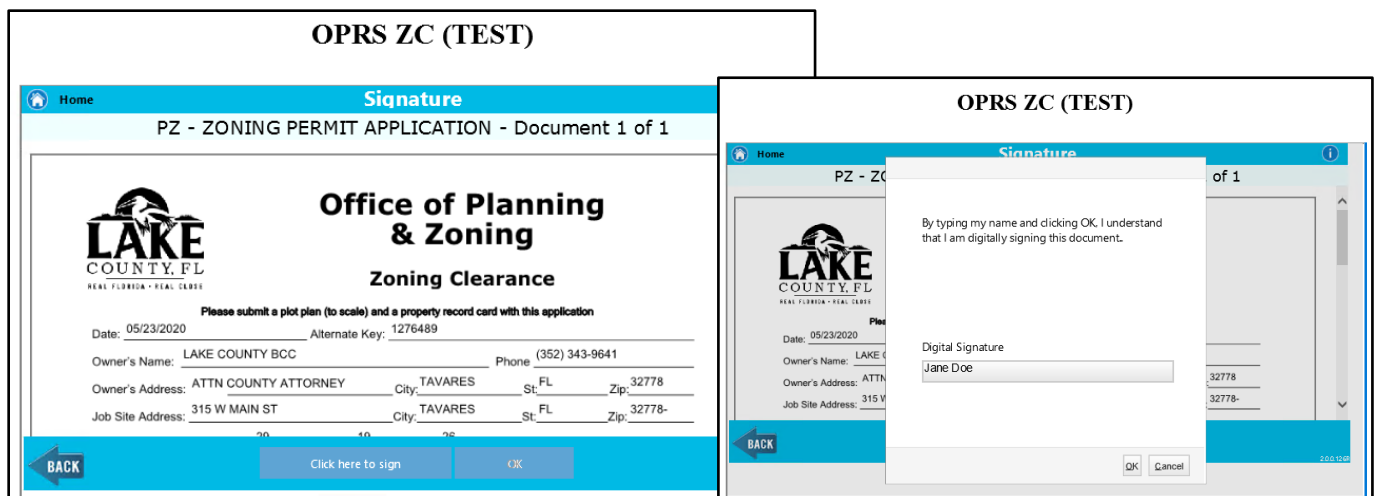 OPRS ZC (TEST)
Home
Signature
PZ - ZONING PERMIT APPLICATION - Document 1 of 1
LAKE
COUNTY, FL
REAL FLORIDA • REAL CLOSE
Office of Planning
& Zoning
Zoning Clearance
Please submit a plot plan (to scale) and a property record card with this application
Date: 05/23/2020 Alternate Key: 1276489
Owner's Name: LAKE COUNTY BCC Phone (352) 343-9641
Owner's Address: ATTN COUNTY ATTORNEY City: TAVARES St: FL Zip: 32778
Job Site Address: 315 W MAIN ST City: TAVARES St: FL Zip: 32778-
29 19 26
BACK
Click here to sign
OK
OPRS ZC (TEST)
Home
Signature
i
PZ - ZO
of 1
LAKE
COUNTY, FL
REAL FLORIDA • REAL CLOSE
Plea
Date: 05/23/2020
Owner's Name: LAKE C
Owner's Address: ATTN
32778
Job Site Address: 315 W
32778-
By typing my name and clicking OK, I understand
that I am digitally signing this document.
Digital Signature
Jane Doe
OK Cancel
BACK